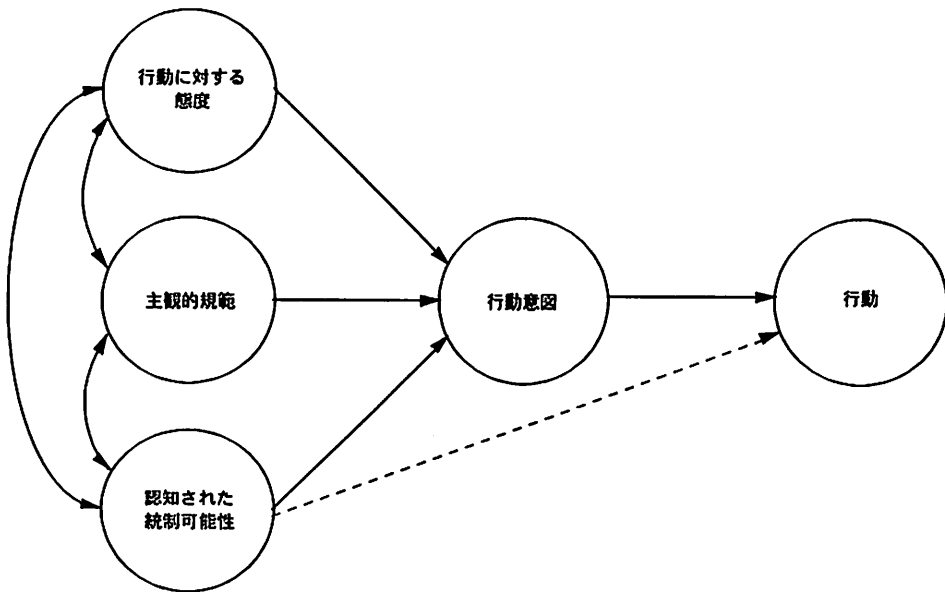 行動に対する
態度
主観的規範
認知された
統制可能性
行動意図
行動